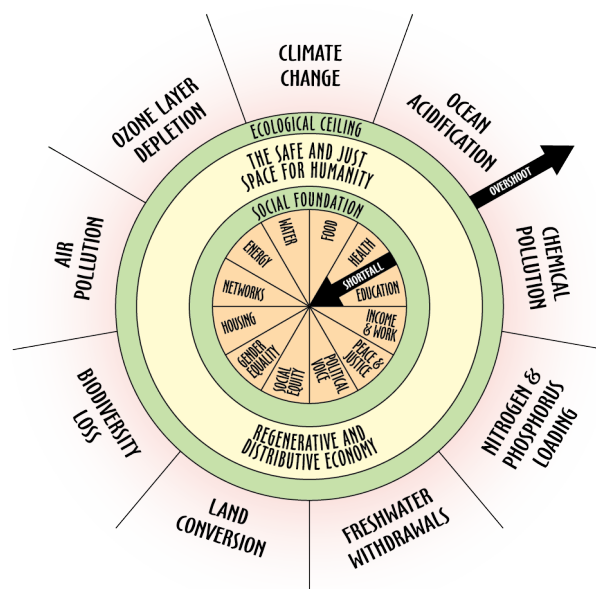 CLIMATE
CHANGE
OCEAN
ACIDIFICATION
OVERSHOOT
CHEMICAL
POLLUTION
NITROGEN &
PHOSPHORUS
LOADING
FRESHWATER
WITHDRAWALS
LAND
CONVERSION
BIODIVERSITY
LOSS
AIR
POLLUTION
OZONE LAYER
DEPLETION
ECOLOGICAL CEILING
THE SAFE AND JUST
SPACE FOR HUMANITY
SOCIAL FOUNDATION
FOOD
HEALTH
SHORTFALL
EDUCATION
INCOME
& WORK
PEACE &
JUSTICE
POLITICAL
VOICE
SOCIAL
EQUITY
GENDER
EQUALITY
HOUSING
NETWORKS
ENERGY
WATER
REGENERATIVE AND
DISTRIBUTIVE ECONOMY